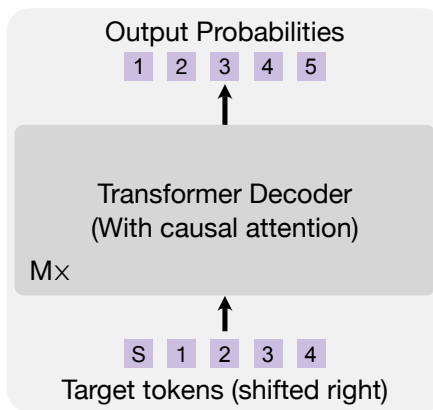 Output Probabilities
1 2 3 4 5
Transformer Decoder
(With causal attention)
M×
S 1 2 3 4
Target tokens (shifted right)